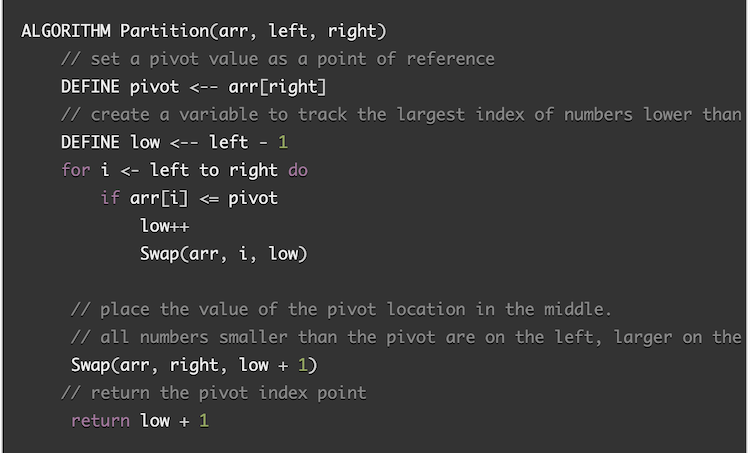 ALGORITHM Partition(arr, left, right)
// set a pivot value as a point of reference
DEFINE pivot <-- arr[right]
// create a variable to track the largest index of numbers lower than
DEFINE low <-- left - 1
for i <- left to right do
if arr[i] <= pivot
low++
Swap(arr, i, low)
// place the value of the pivot location in the middle.
// all numbers smaller than the pivot are on the left, larger on the
Swap(arr, right, low + 1)
// return the pivot index point
return low + 1